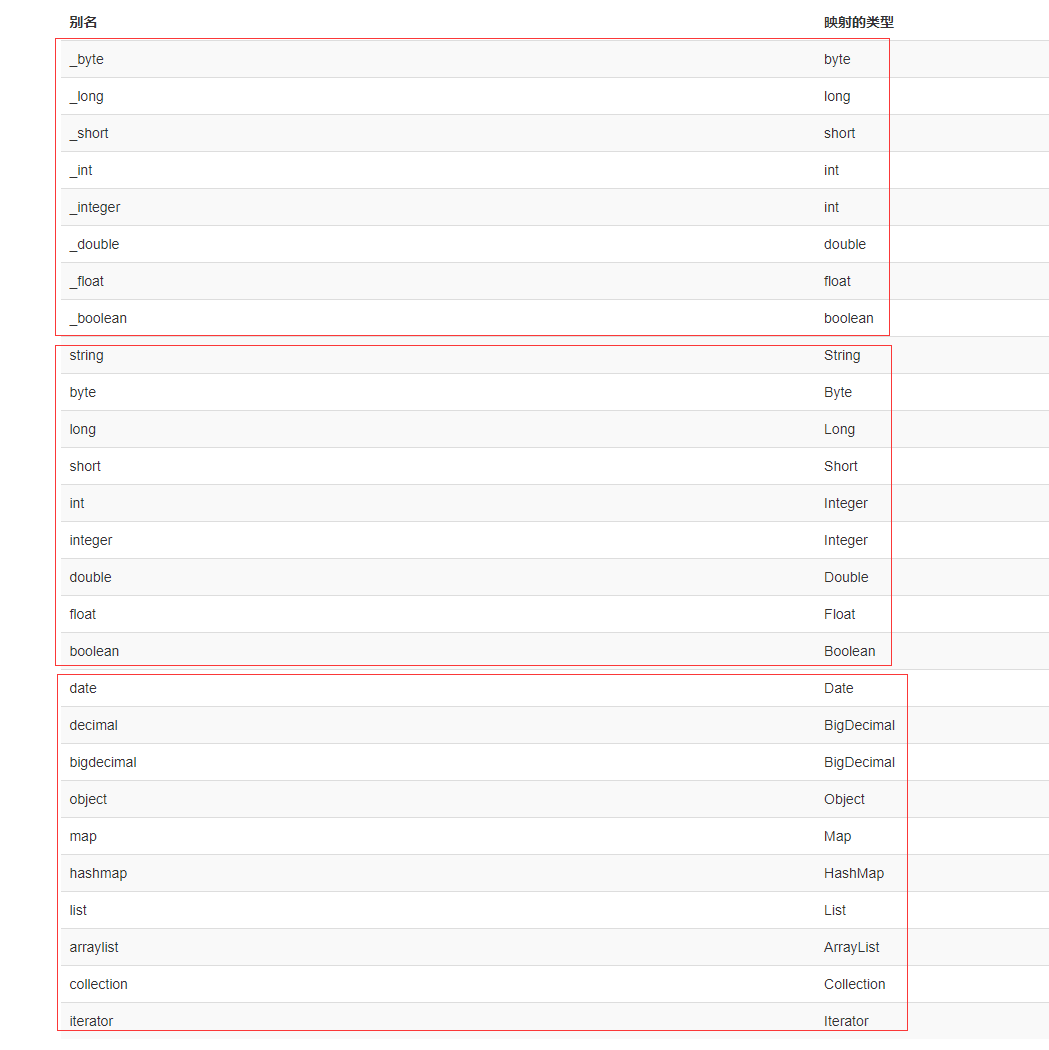 别名 映射的类型
_byte byte
_long long
_short short
_int int
_integer int
_double double
_float float
_boolean boolean
string String
byte Byte
long Long
short Short
int Integer
integer Integer
double Double
float Float
boolean Boolean
date Date
decimal BigDecimal
bigdecimal BigDecimal
object Object
map Map
hashmap HashMap
list List
arraylist ArrayList
collection Collection
iterator Iterator